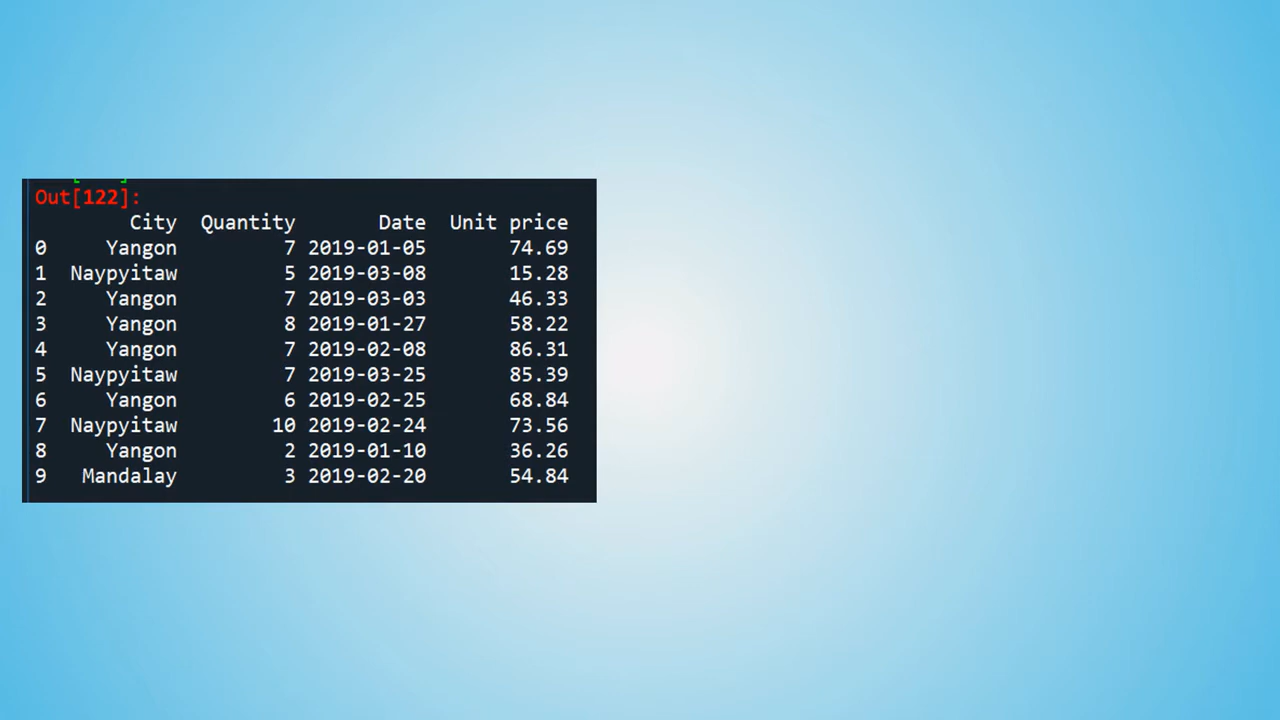 Out[122]:
City Quantity Date Unit price
0 Yangon 7 2019-01-05 74.69
1 Naypyitaw 5 2019-03-08 15.28
2 Yangon 7 2019-03-03 46.33
3 Yangon 8 2019-01-27 58.22
4 Yangon 7 2019-02-08 86.31
5 Naypyitaw 7 2019-03-25 85.39
6 Yangon 6 2019-02-25 68.84
7 Naypyitaw 10 2019-02-24 73.56
8 Yangon 2 2019-01-10 36.26
9 Mandalay 3 2019-02-20 54.84